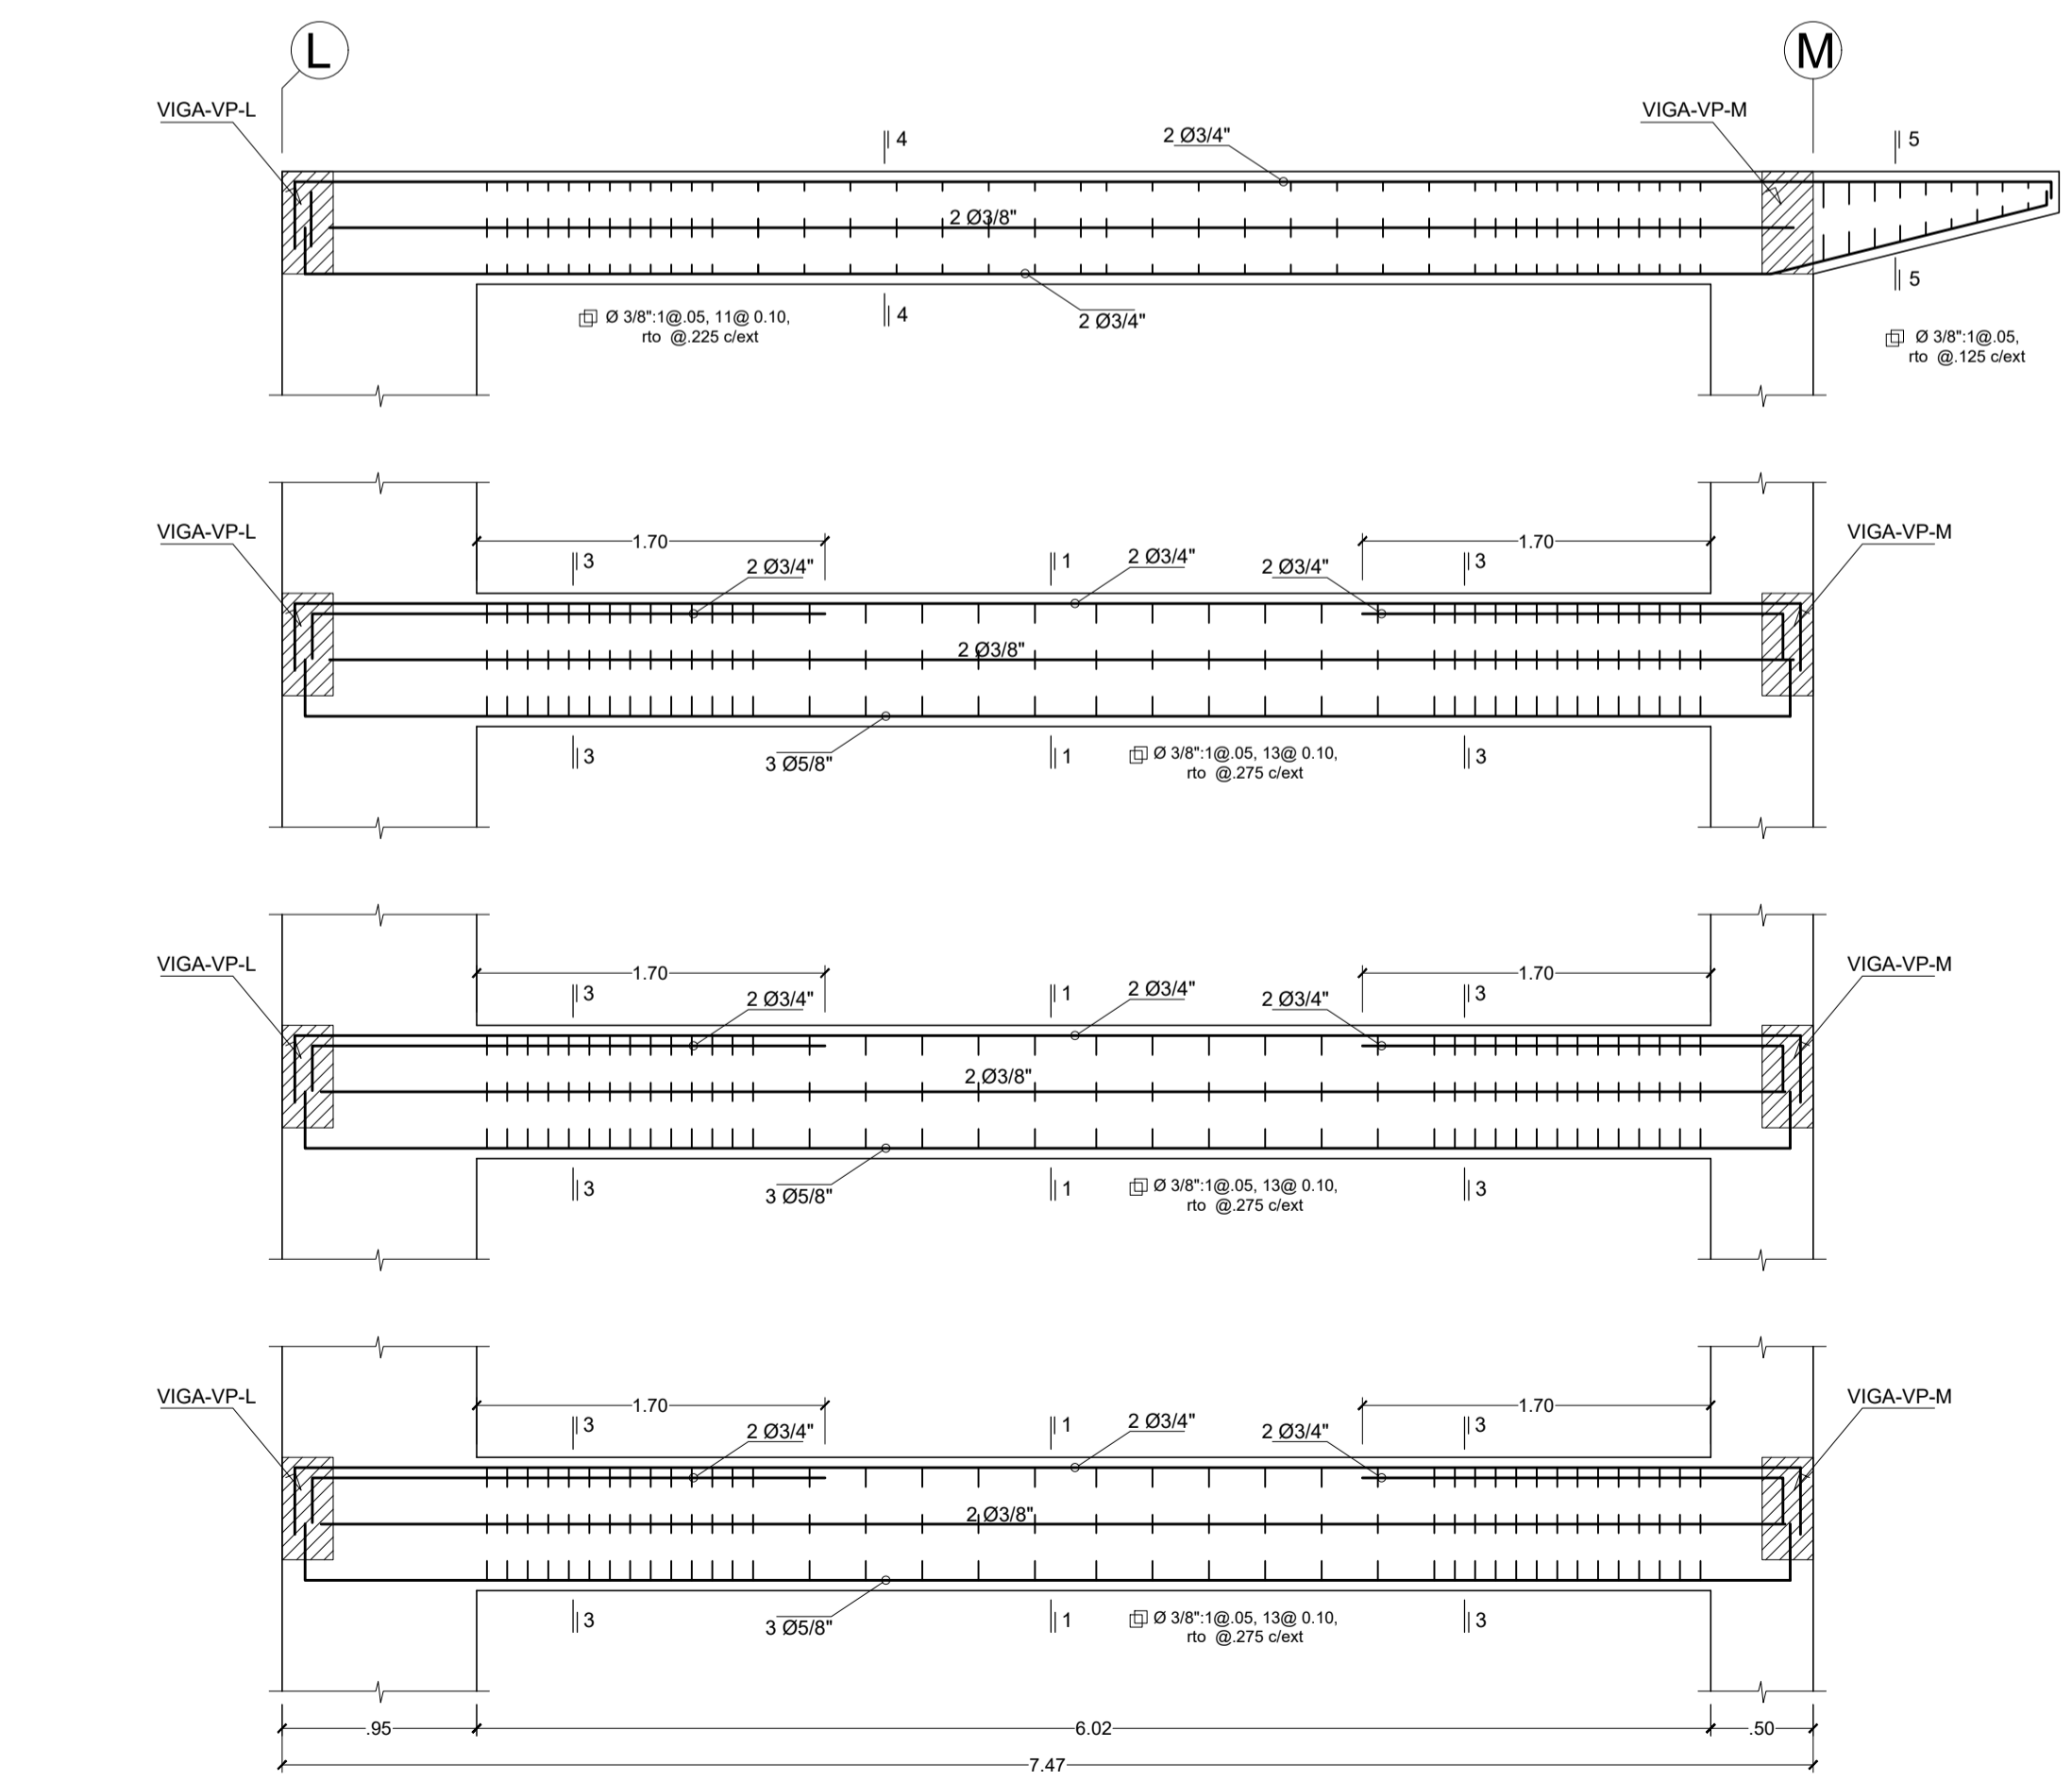 L
M
VIGA-VP-L
VIGA-VP-M
4
2 Ø3/4"
5
2 Ø3/8"
4
2 Ø3/4"
5
Ø 3/8":1@.05, 11@ 0.10,
rto @.225 c/ext
Ø 3/8":1@.05,
rto @.125 c/ext
VIGA-VP-L
1.70
1.70
VIGA-VP-M
3
2 Ø3/4"
1
2 Ø3/4"
2 Ø3/4"
3
2 Ø3/8"
3
3 Ø5/8"
1
Ø 3/8":1@.05, 13@ 0.10,
rto @.275 c/ext
3
VIGA-VP-L
1.70
1.70
VIGA-VP-M
3
2 Ø3/4"
1
2 Ø3/4"
2 Ø3/4"
3
2 Ø3/8"
3
3 Ø5/8"
1
Ø 3/8":1@.05, 13@ 0.10,
rto @.275 c/ext
3
VIGA-VP-L
1.70
1.70
VIGA-VP-M
3
2 Ø3/4"
1
2 Ø3/4"
2 Ø3/4"
3
2 Ø3/8"
3
3 Ø5/8"
1
Ø 3/8":1@.05, 13@ 0.10,
rto @.275 c/ext
3
.95
6.02
.50
7.47